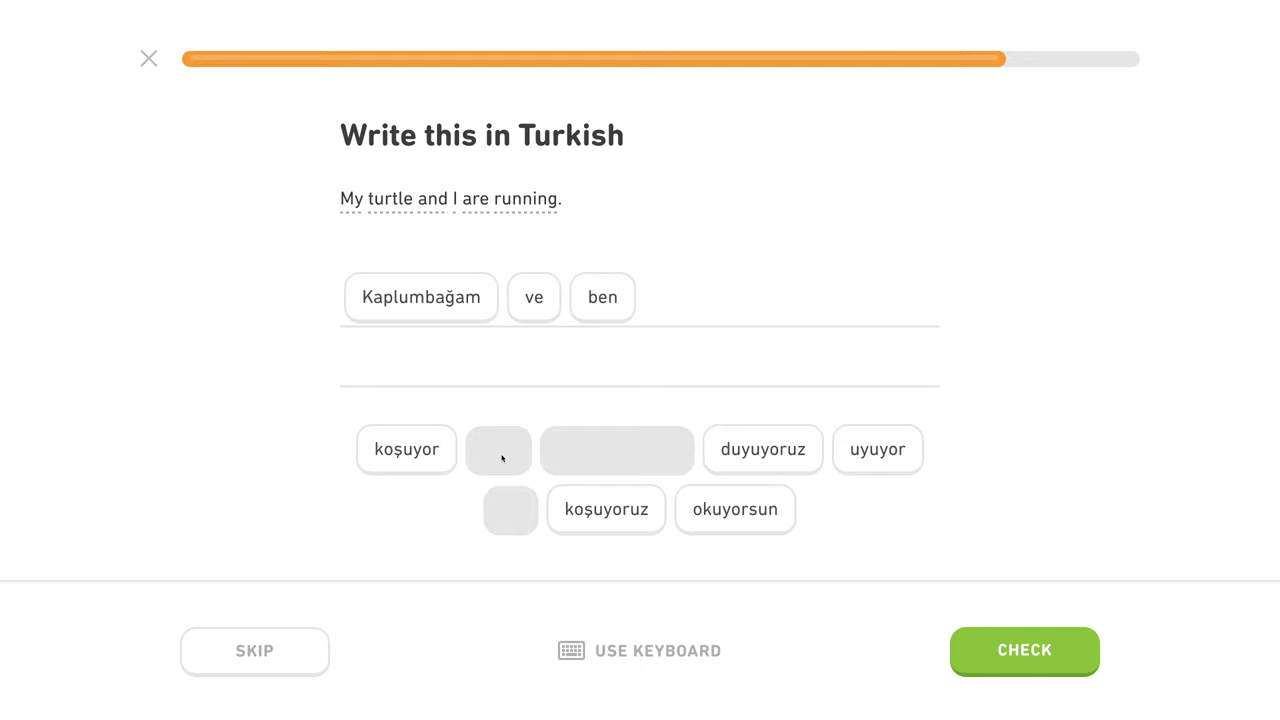 Write this in Turkish
My turtle and I are running.
Kaplumbağam ve ben
koşuyor duyuyoruz uyuyor
koşuyoruz okuyorsun
SKIP USE KEYBOARD CHECK